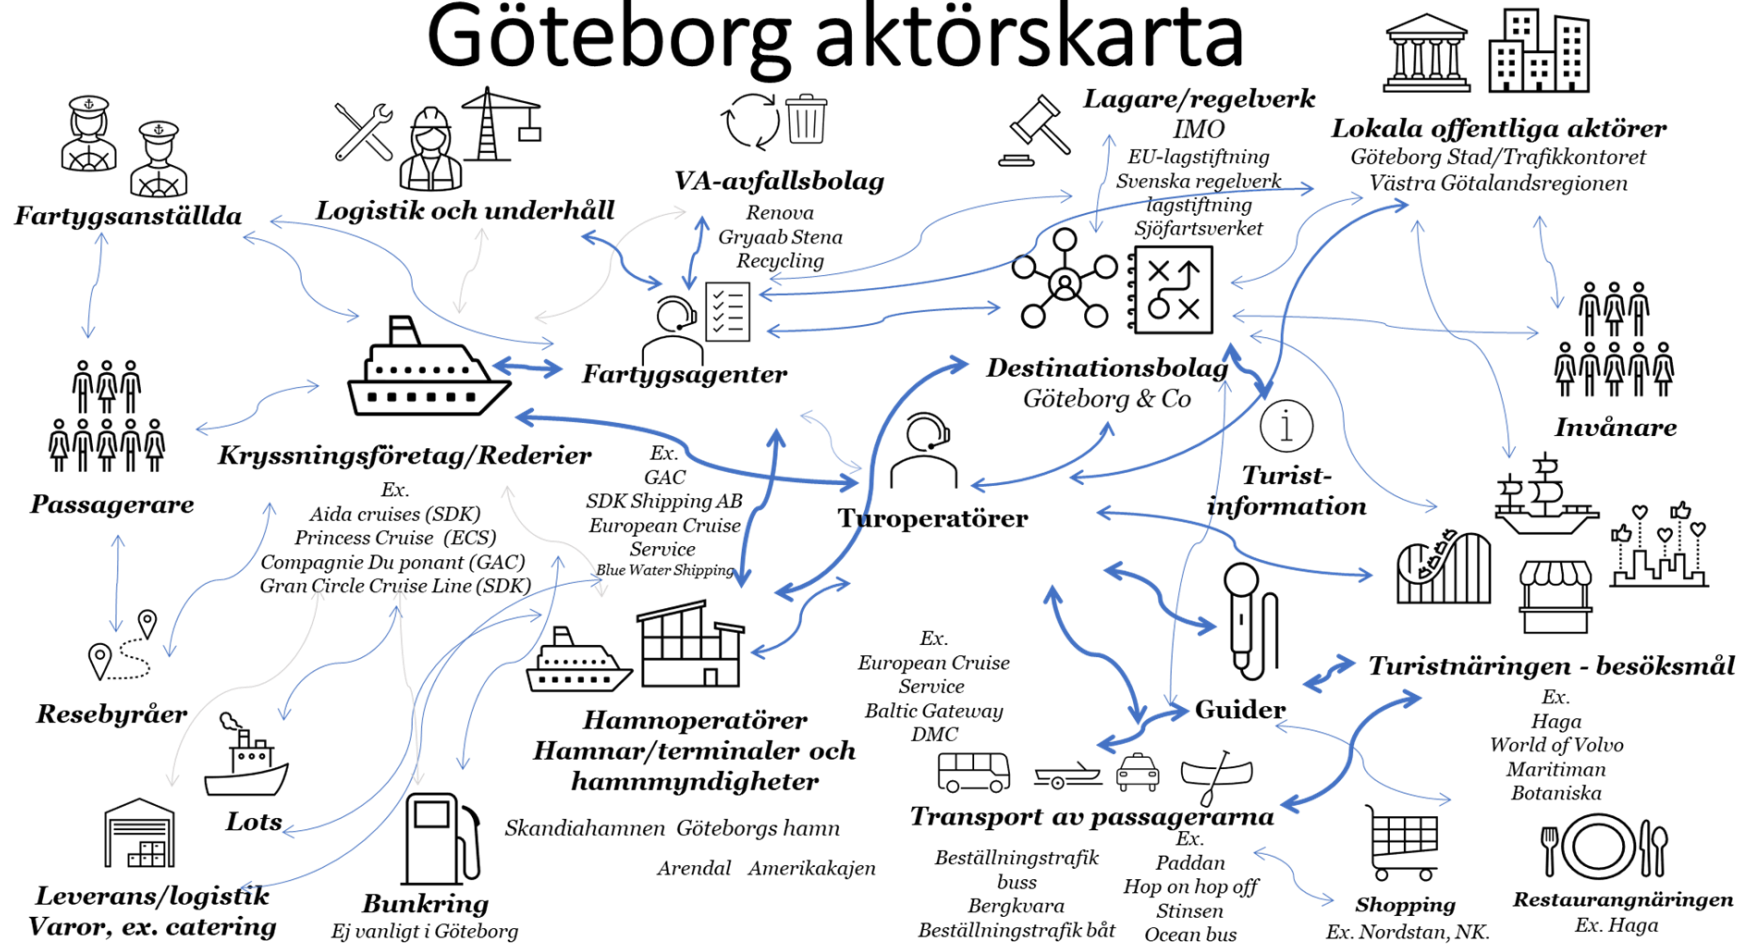 Göteborg aktörskarta
Fartygsanställda
Logistik och underhåll
VA-avfallsbolag
Renova
Gryaab Stena
Recycling
Lagare/regelverk
IMO
EU-lagstiftning
Svenska regelverk
lagstiftning
Sjöfartsverket
Lokala offentliga aktörer
Göteborg Stad/Trafikkontoret
Västra Götalandsregionen
Fartygsagenter
Ex.
GAC
SDK Shipping AB
European Cruise
Service
Blue Water Shipping
Destinationsbolag
Göteborg & Co
i
Turist-
information
Invånare
Passagerare
Kryssningsföretag/Rederier
Ex.
Aida cruises (SDK)
Princess Cruise (ECS)
Compagnie Du ponant (GAC)
Gran Circle Cruise Line (SDK)
Turoperatörer
Ex.
European Cruise
Service
Baltic Gateway
DMC
Resebyråer
Lots
Hamnoperatörer
Hamnar/terminaler och
hamnmyndigheter
Skandiahamnen Göteborgs hamn
Arendal Amerikakajen
Guider
Turistnäringen - besöksmål
Ex.
Haga
World of Volvo
Maritiman
Botaniska
Leverans/logistik
Varor, ex. catering
Bunkring
Ej vanligt i Göteborg
Transport av passagerarna
Beställningstrafik
buss
Bergkvara
Beställningstrafik båt
Ex.
Paddan
Hop on hop off
Stinsen
Ocean bus
Shopping
Ex. Nordstan, NK.
Restaurangnäringen
Ex. Haga